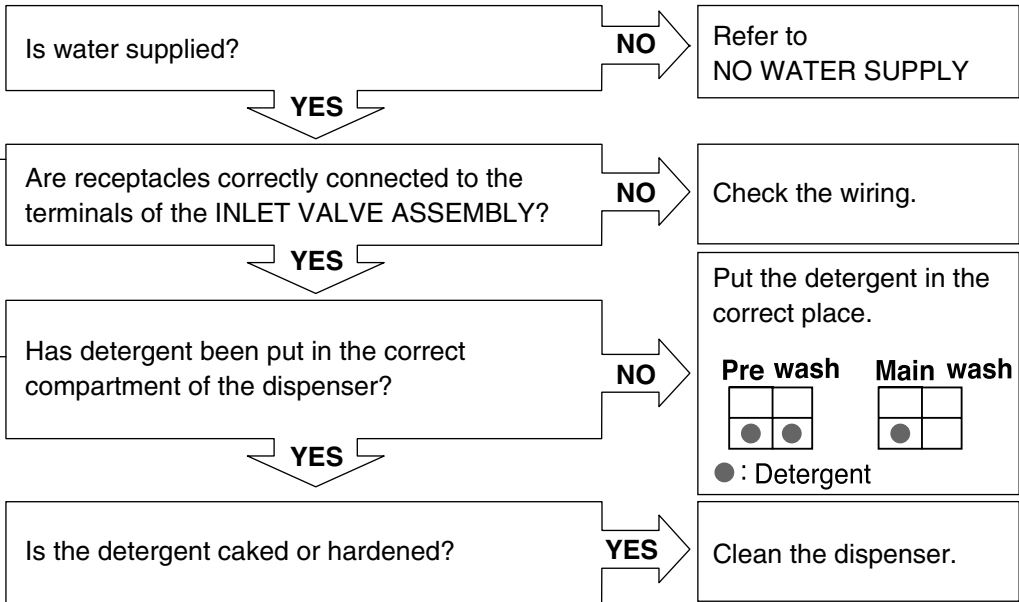 Is water supplied?
NO
Refer to
NO WATER SUPPLY
YES
Are receptacles correctly connected to the
terminals of the INLET VALVE ASSEMBLY?
NO
Check the wiring.
YES
Has detergent been put in the correct
compartment of the dispenser?
NO
Put the detergent in the
correct place.
Pre wash Main wash
: Detergent
YES
Is the detergent caked or hardened?
YES
Clean the dispenser.